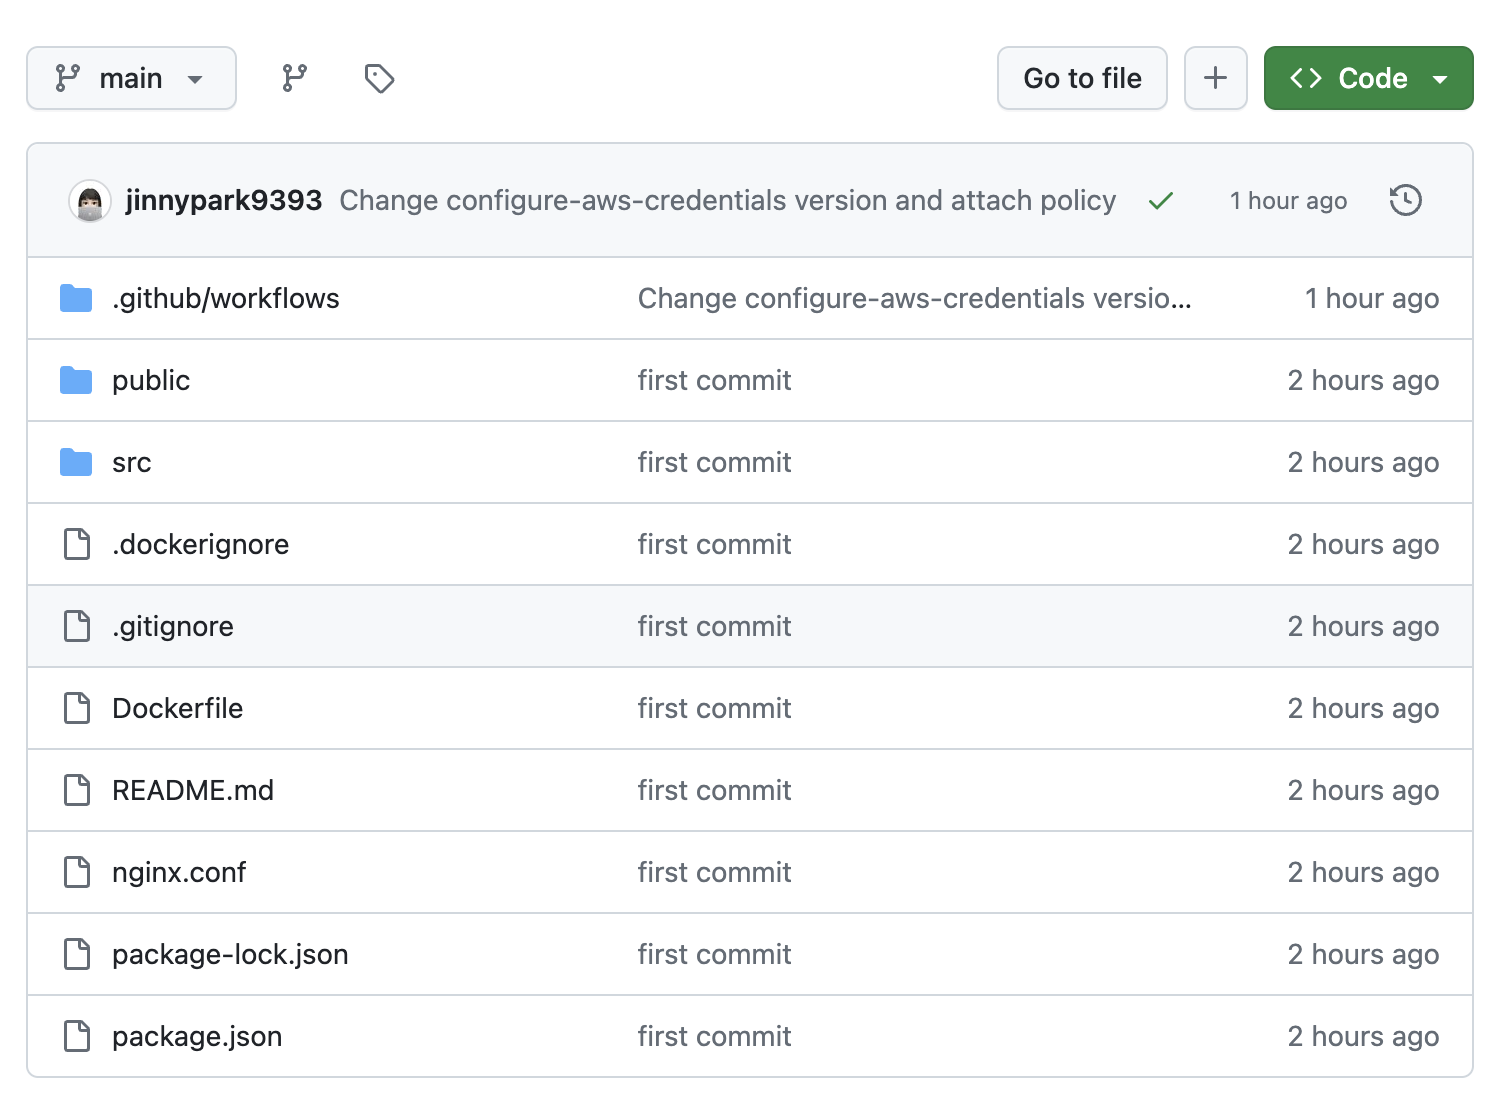 main Go to file Code
jinnypark9393 Change configure-aws-credentials version and attach policy 1 hour ago
.github/workflows Change configure-aws-credentials versio... 1 hour ago
public first commit 2 hours ago
src first commit 2 hours ago
.dockerignore first commit 2 hours ago
.gitignore first commit 2 hours ago
Dockerfile first commit 2 hours ago
README.md first commit 2 hours ago
nginx.conf first commit 2 hours ago
package-lock.json first commit 2 hours ago
package.json first commit 2 hours ago